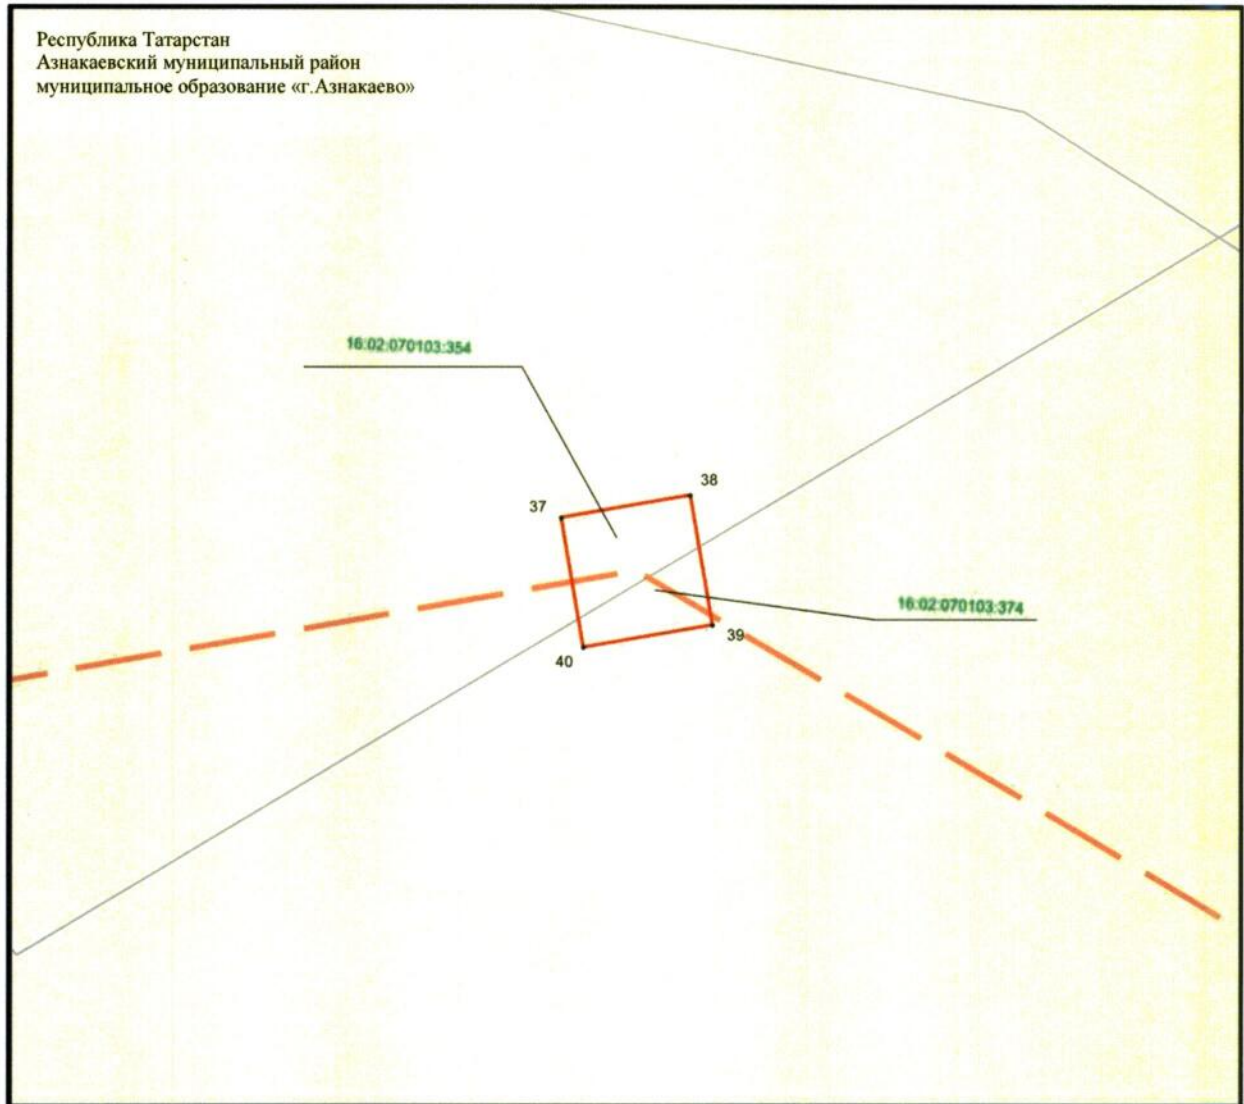 Республика Татарстан
Азнакаевский муниципальный район
муниципальное образование «г.Азнакаево»
16:02:070103:354
38
37
16:02:070103:374
39
40